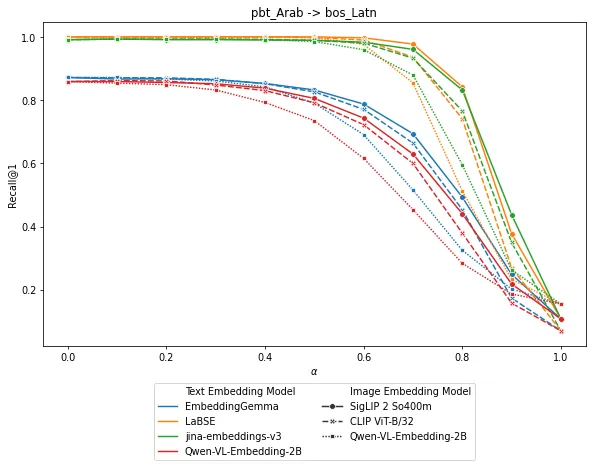 pbt_Arab -> bos_Latn
Recall@1
1.0
0.8
0.6
0.4
0.2
0.0 0.2 0.4 0.6 0.8 1.0
α
Text Embedding Model Image Embedding Model
EmbeddingGemma SigLIP 2 So400m
LaBSE CLIP ViT-B/32
jina-embeddings-v3 Qwen-VL-Embedding-2B
Qwen-VL-Embedding-2B